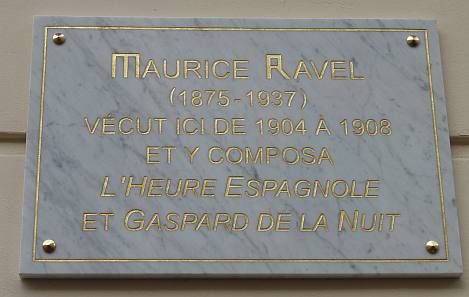 MAURICE RAVEL
(1875-1937)
VÉCUT ICI DE 1904 À 1908
ET Y COMPOSA
L'HEURE ESPAGNOLE
ET GASPARD DE LA NUIT